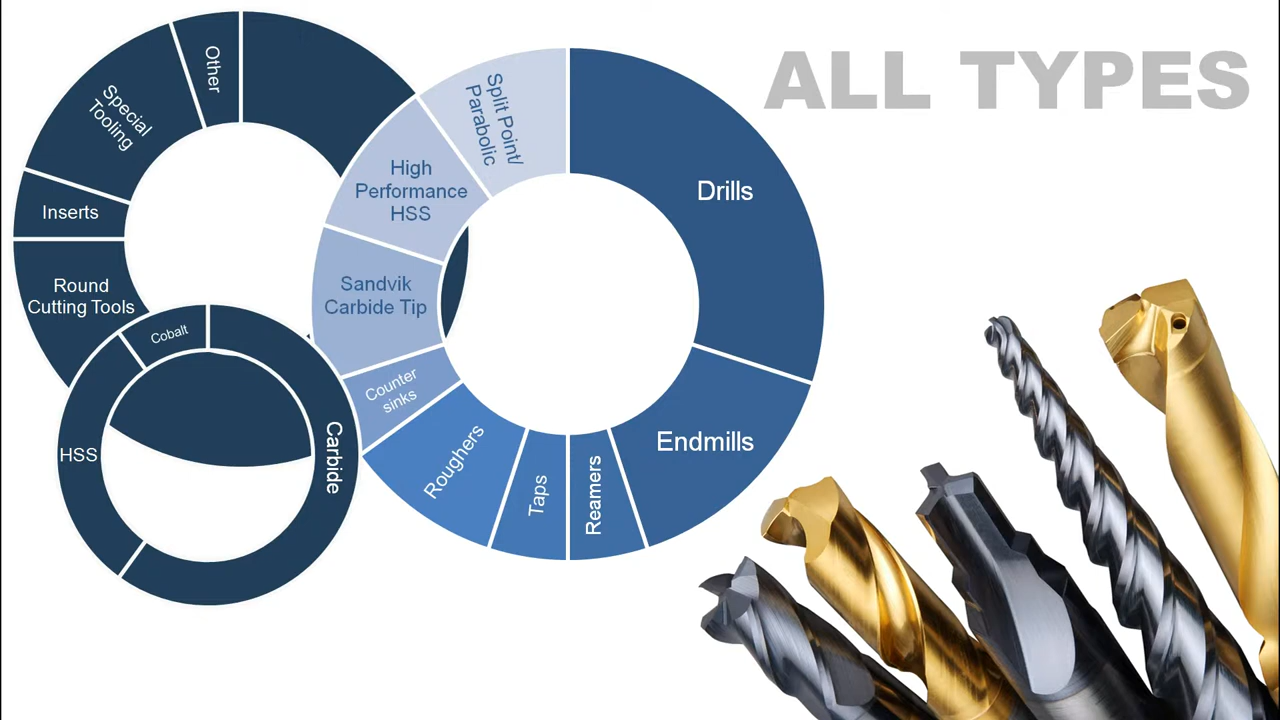 ALL TYPES
Other
Special
Tooling
Inserts
Round
Cutting Tools
Cobalt
HSS
Carbide
Split Point/
Parabolic
High
Performance
HSS
Sandvik
Carbide Tip
Counter
sinks
Roughers
Taps
Reamers
Endmills
Drills